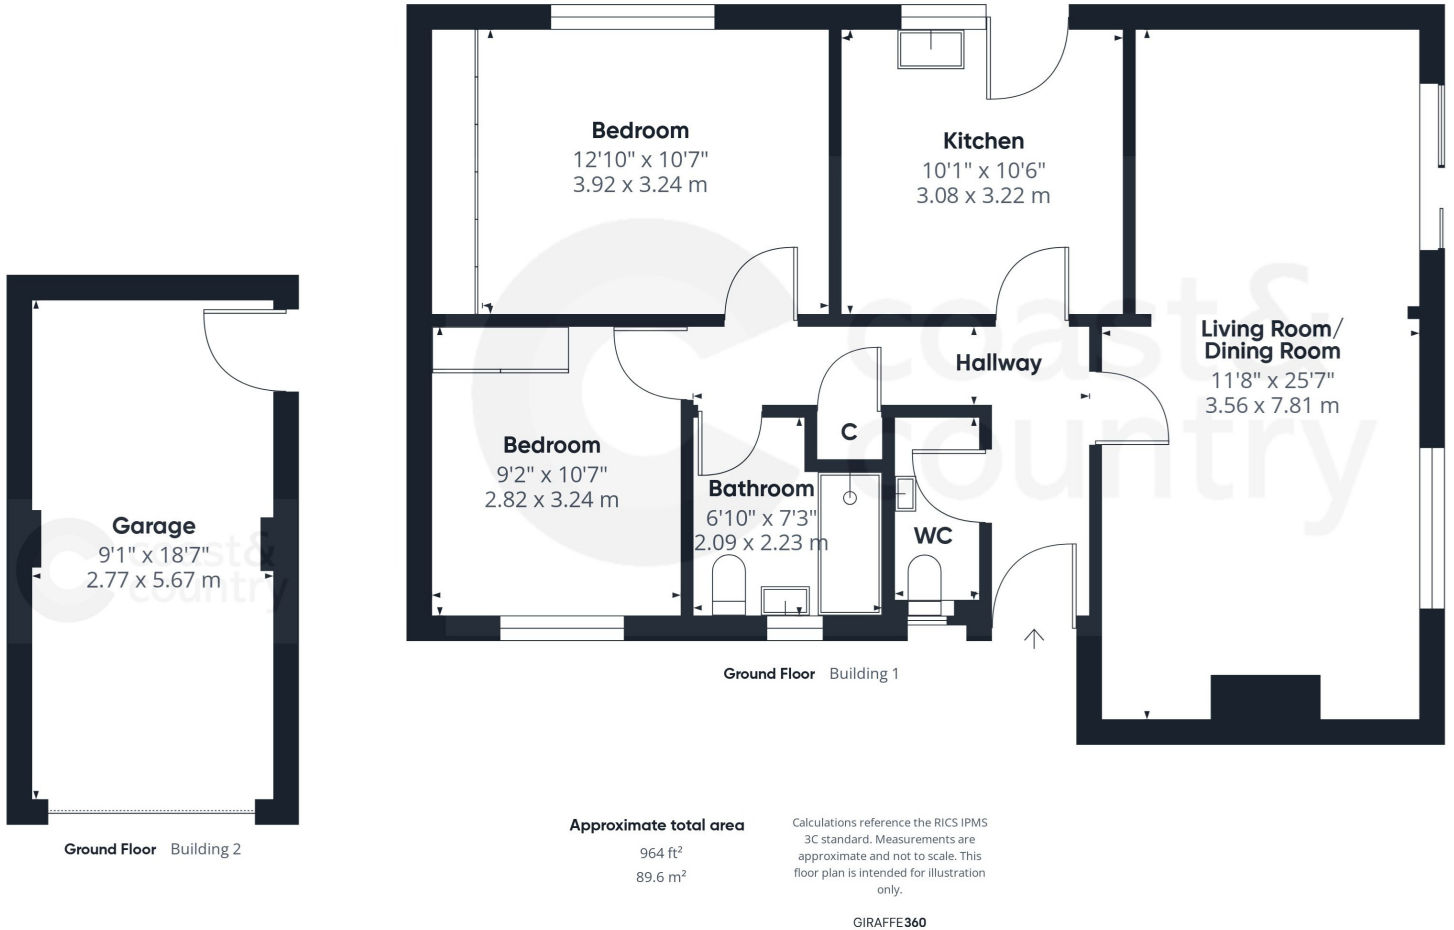 Bedroom
12'10" x 10'7"
3.92 x 3.24 m
Kitchen
10'1" x 10'6"
3.08 x 3.22 m
Living Room/
Dining Room
11'8" x 25'7"
3.56 x 7.81 m
Hallway
Bedroom
9'2" x 10'7"
2.82 x 3.24 m
Bathroom
6'10" x 7'3"
2.09 x 2.23 m
C
WC
coast &
country
Garage
9'1" x 18'7"
2.77 x 5.67 m
coast &
country
Ground Floor Building 1
Ground Floor Building 2
Approximate total area
964 ft²
89.6 m²
Calculations reference the RICS IPMS
3C standard. Measurements are
approximate and not to scale. This
floor plan is intended for illustration
only.
GIRAFFE360